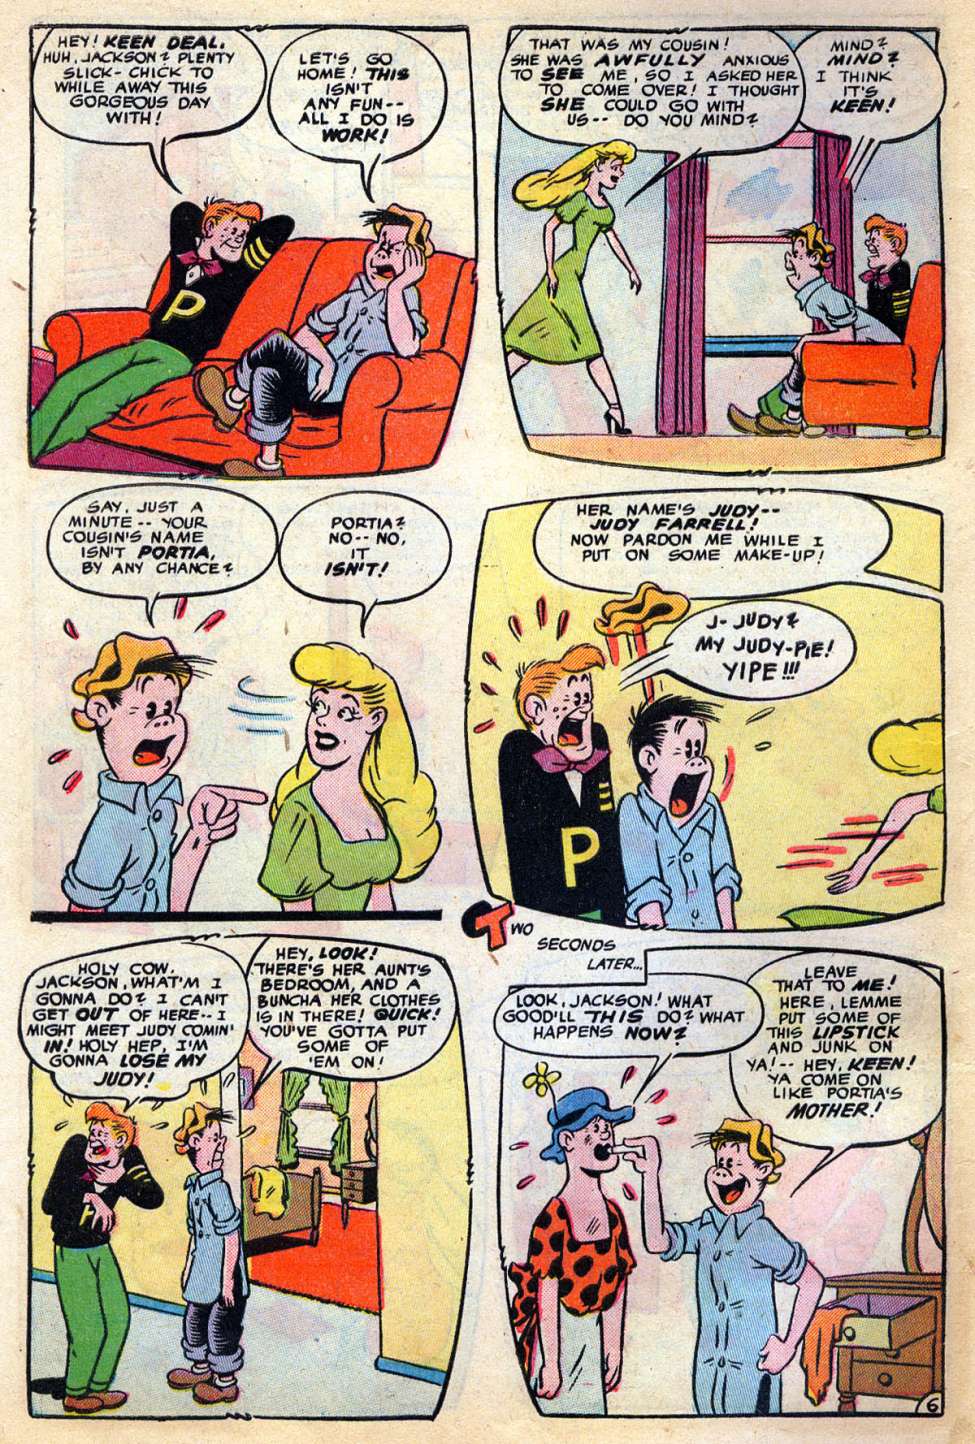 HEY! KEEN DEAL,
HUH, JACKSON? PLENTY
SLICK-CHICK TO
WHILE AWAY THIS
GORGEOUS DAY
WITH!
LET'S GO
HOME! THIS
ISN'T
ANY FUN--
ALL I DO IS
WORK!
P
THAT WAS MY COUSIN!
SHE WAS AWFULLY ANXIOUS
TO SEE ME, SO I ASKED HER
TO COME OVER! I THOUGHT
SHE COULD GO WITH
US-- DO YOU MIND?
MIND?
MIND?
I THINK
IT'S
KEEN!
SAY, JUST A
MINUTE-- YOUR
COUSIN'S NAME
ISN'T PORTIA,
BY ANY CHANCE?
PORTIA?
NO-- NO,
IT
ISN'T!
HER NAME'S JUDY--
JUDY FARRELL!
NOW PARDON ME WHILE I
PUT ON SOME MAKE-UP!
J-JUDY?
MY JUDY-PIE!
YIPE!!!
P
HOLY COW,
JACKSON, WHAT'M I
GONNA DO? I CAN'T
GET OUT OF HERE-- I
MIGHT MEET JUDY COMIN'
IN! HOLY HEP, I'M
GONNA LOSE MY
JUDY!
HEY, LOOK!
THERE'S HER AUNT'S
BEDROOM, AND A
BUNCHA HER CLOTHES
IS IN THERE! QUICK!
YOU'VE GOTTA PUT
SOME OF
'EM ON!
P
TWO
SECONDS
LATER...
LOOK, JACKSON! WHAT
GOOD'LL THIS DO? WHAT
HAPPENS NOW?
LEAVE
THAT TO ME!
HERE, LEMME
PUT SOME OF
THIS LIPSTICK
AND JUNK ON
YA!-- HEY, KEEN!
YA COME ON
LIKE PORTIA'S
MOTHER!
6